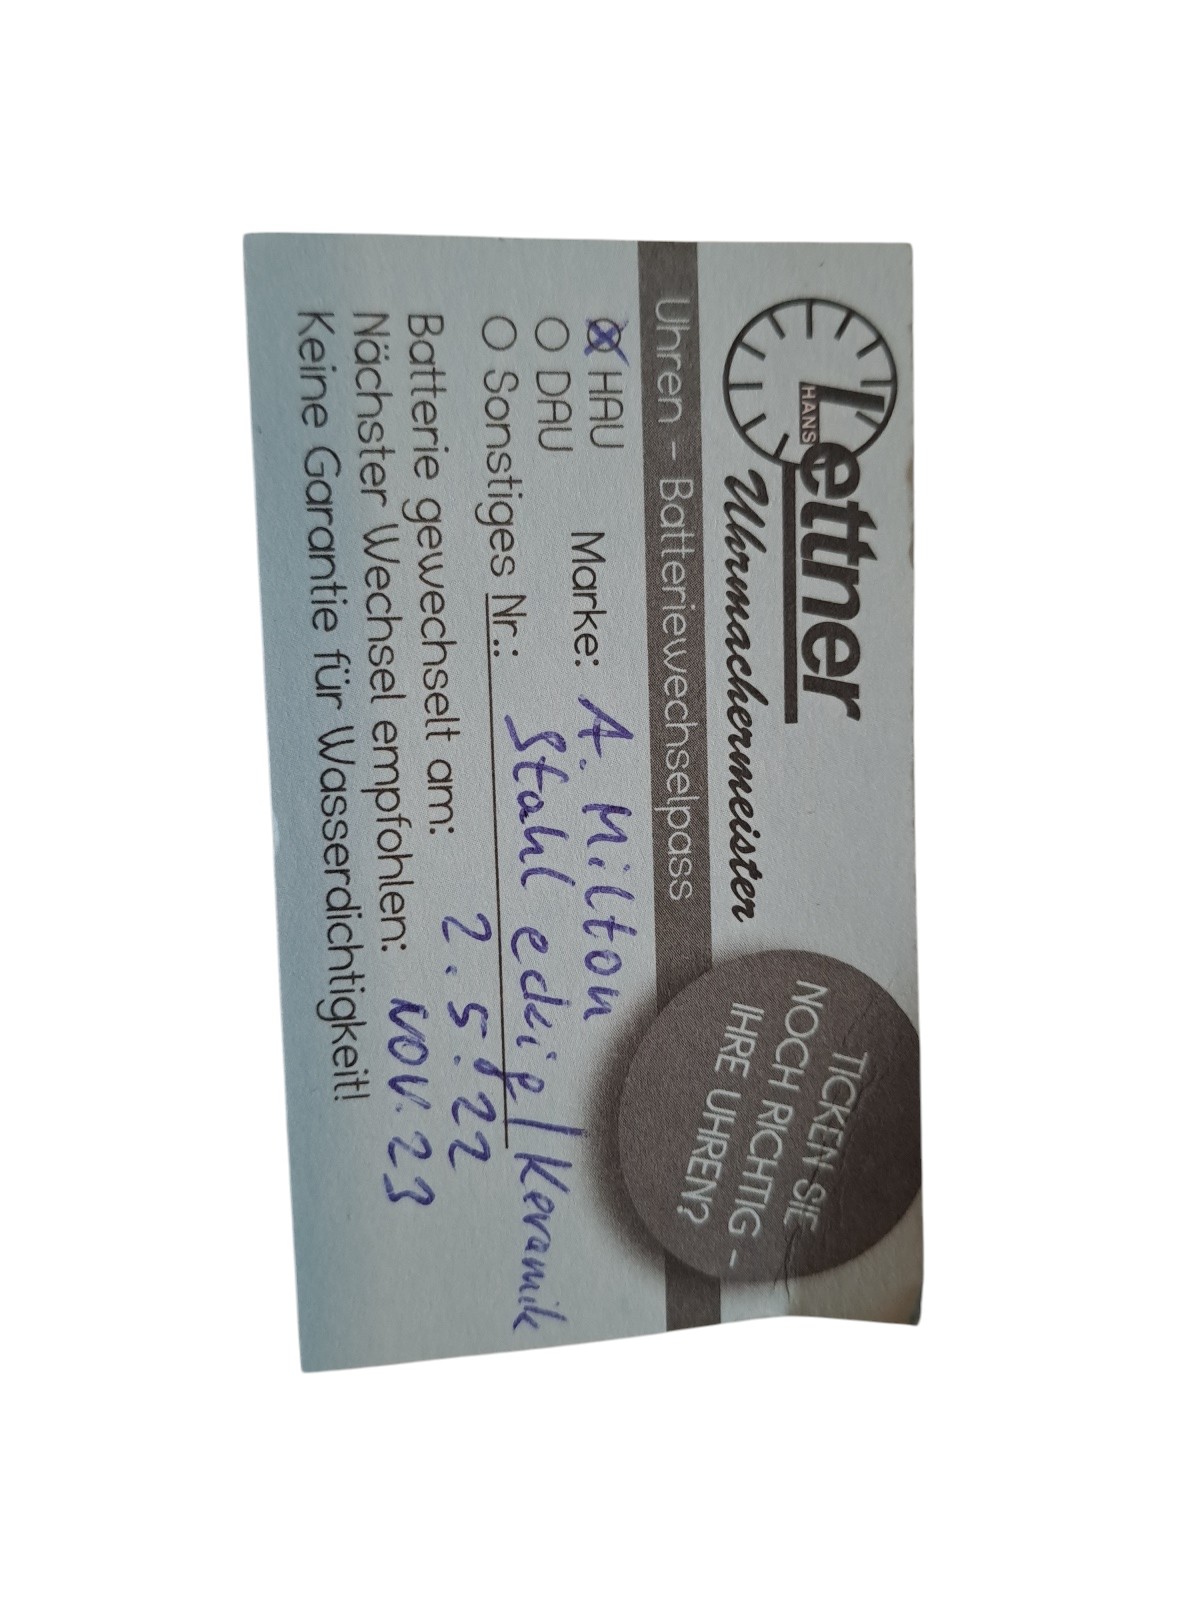 Lettner
HANS
Uhrmachermeister
TICKEN SIE
NOCH RICHTIG -
IHRE UHREN?
Uhren - Batteriewechselpass
HAU Marke: A. Milton
DAU Stahl eckig / Keramik
Sonstiges Nr.:
Batterie gewechselt am: 2.5.22
Nächster Wechsel empfohlen: NOV. 23
Keine Garantie für Wasserdichtigkeit!